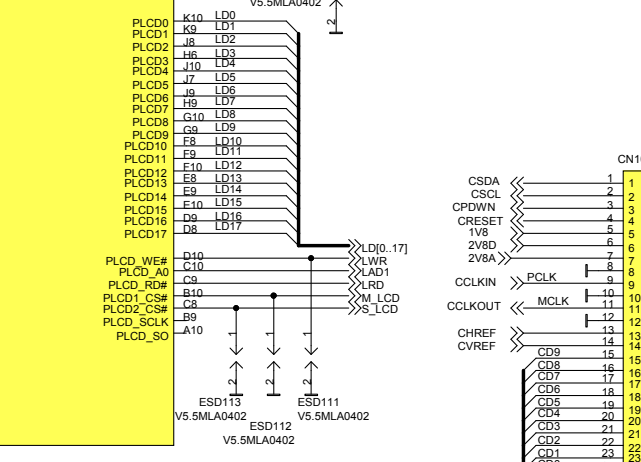 V5.5MLA0402
2
PLCD0 K10 LD0
PLCD1 K9 LD1
PLCD2 J8 LD2
PLCD3 H6 LD3
PLCD4 J10 LD4
PLCD5 J7 LD5
PLCD6 J9 LD6
PLCD7 H9 LD7
PLCD8 G10 LD8
PLCD9 G9 LD9
PLCD10 F8 LD10
PLCD11 F9 LD11
PLCD12 F10 LD12
PLCD13 E8 LD13
PLCD14 E9 LD14
PLCD15 E10 LD15
PLCD16 D9 LD16
PLCD17 D8 LD17
LD[0..17]
PLCD_WE# D10 LWR
PLCD_A0 C10 LAD1
PLCD_RD# C9 LRD
PLCD1_CS# B10 M_LCD
PLCD2_CS# C8 S_LCD
PLCD_SCLK B9
PLCD_SO A10
1 1 1
2 2 2
ESD113 ESD111
V5.5MLA0402 V5.5MLA0402
ESD112
V5.5MLA0402
CN1
CSDA 1 1
CSCL 2 2
CPDWN 3 3
CRESET 4 4
1V8 5 5
2V8D 6 6
2V8A 7 7
8 8
CCLKIN PCLK 9 9
10 10
CCLKOUT MCLK 11 11
12 12
CHREF 13 13
CVREF 14 14
CD9 15 15
CD8 16 16
CD7 17 17
CD6 18 18
CD5 19 19
CD4 20 20
CD3 21 21
CD2 22 22
CD1 23 23